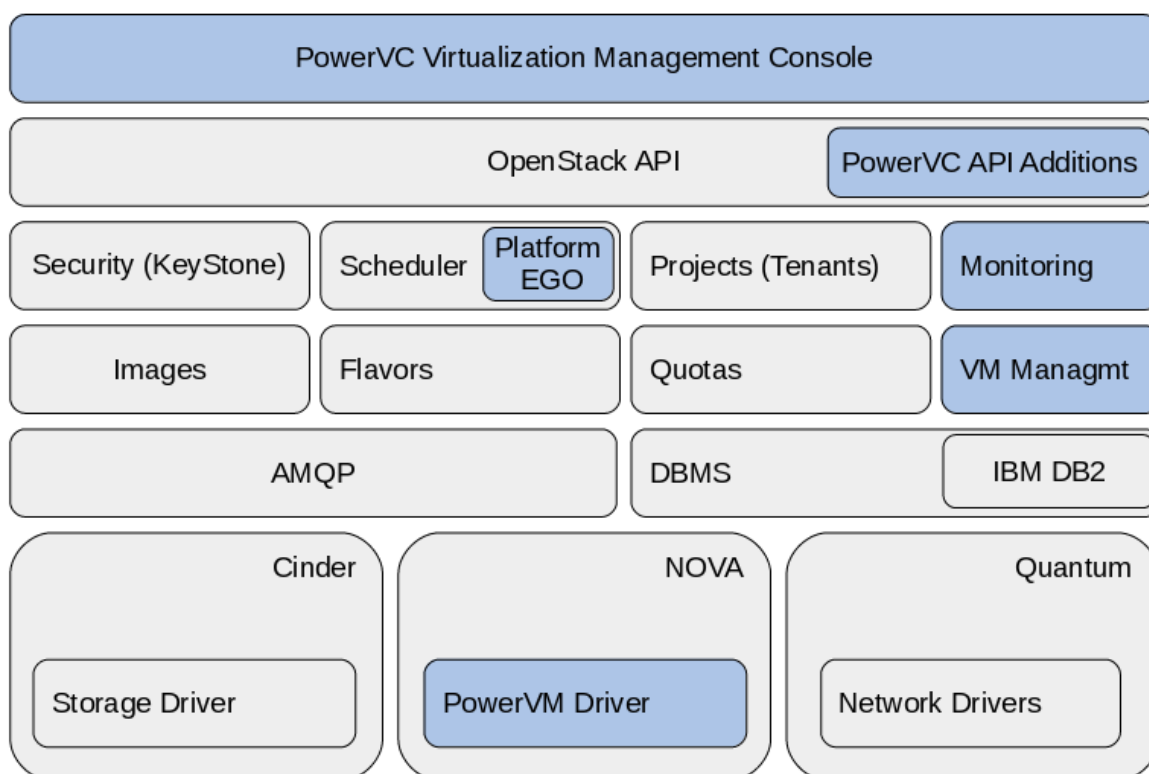 PowerVC Virtualization Management Console
OpenStack API
PowerVC API Additions
Security (KeyStone)
Scheduler
Platform
EGO
Projects (Tenants)
Monitoring
Images
Flavors
Quotas
VM Managmt
AMQP
DBMS
IBM DB2
Cinder
NOVA
Quantum
Storage Driver
PowerVM Driver
Network Drivers